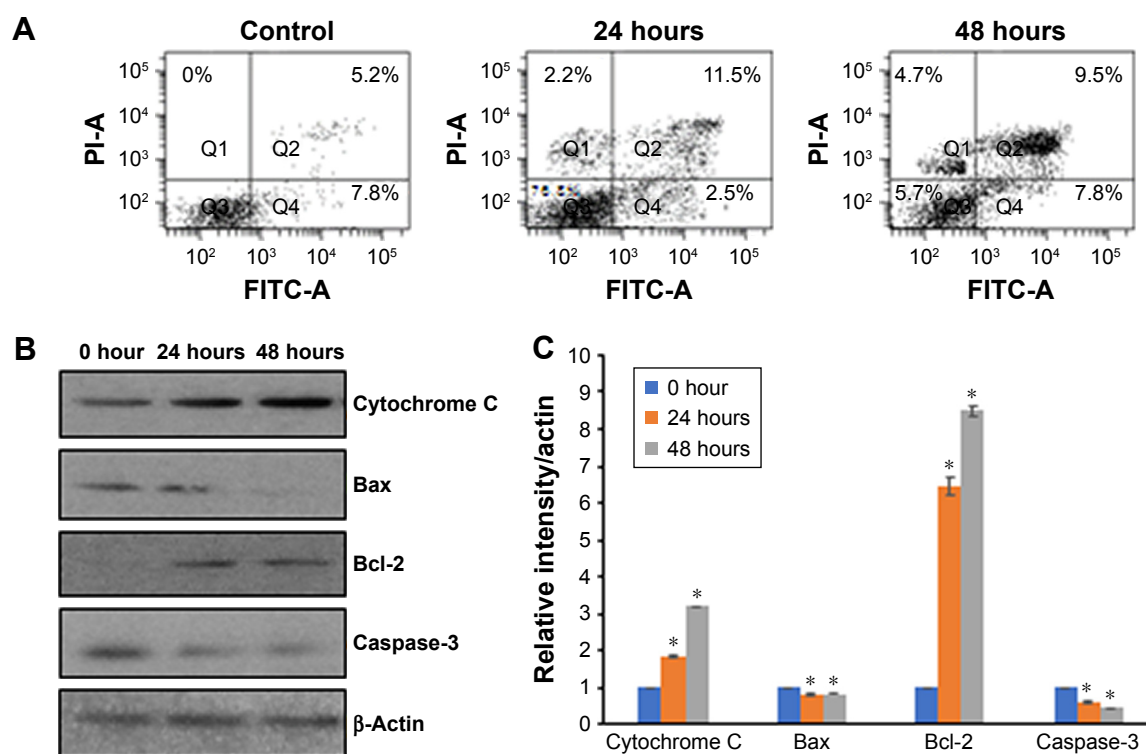 A
Control
24 hours
48 hours
PI-A
10⁵
10⁴
10³
10²
0%
5.2%
Q1
Q2
Q3
Q4
7.8%
10² 10³ 10⁴ 10⁵
FITC-A
PI-A
10⁵
10⁴
10³
10²
2.2%
11.5%
Q1
Q2
Q3
Q4
2.5%
10² 10³ 10⁴ 10⁵
FITC-A
PI-A
10⁵
10⁴
10³
10²
4.7%
9.5%
Q1
Q2
5.7%
Q3
Q4
7.8%
10² 10³ 10⁴ 10⁵
FITC-A
B
0 hour 24 hours 48 hours
Cytochrome C
Bax
Bcl-2
Caspase-3
β-Actin
C
Relative intensity/actin
10
9
8
7
6
5
4
3
2
1
0
0 hour
24 hours
48 hours
* *
* *
* *
* *
Cytochrome C Bax Bcl-2 Caspase-3